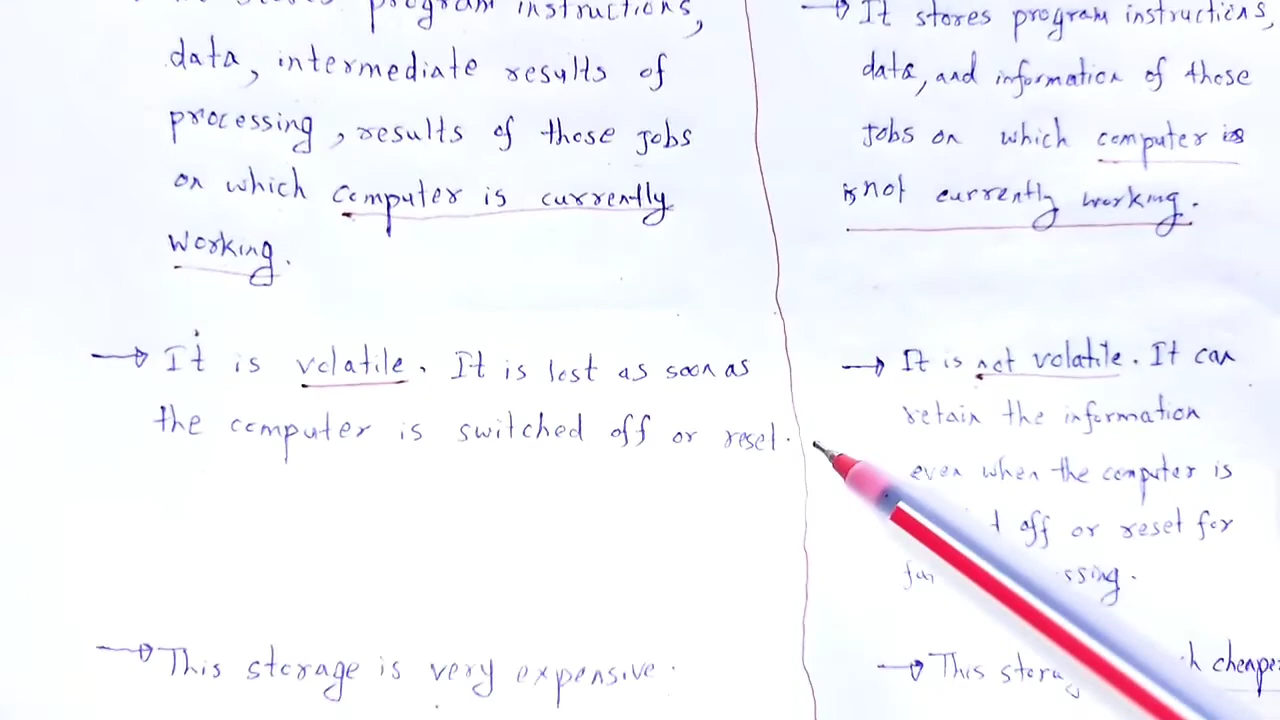 program instructions,
data, intermediate results of
processing, results of those jobs
on which computer is currently
working.
It is volatile. It is lost as soon as
the computer is switched off or reset.
This storage is very expensive.
It stores program instructions,
data, and information of those
jobs on which computer is
is not currently working.
It is not volatile. It can
retain the information
even when the computer is
off or reset for
This
cheaper